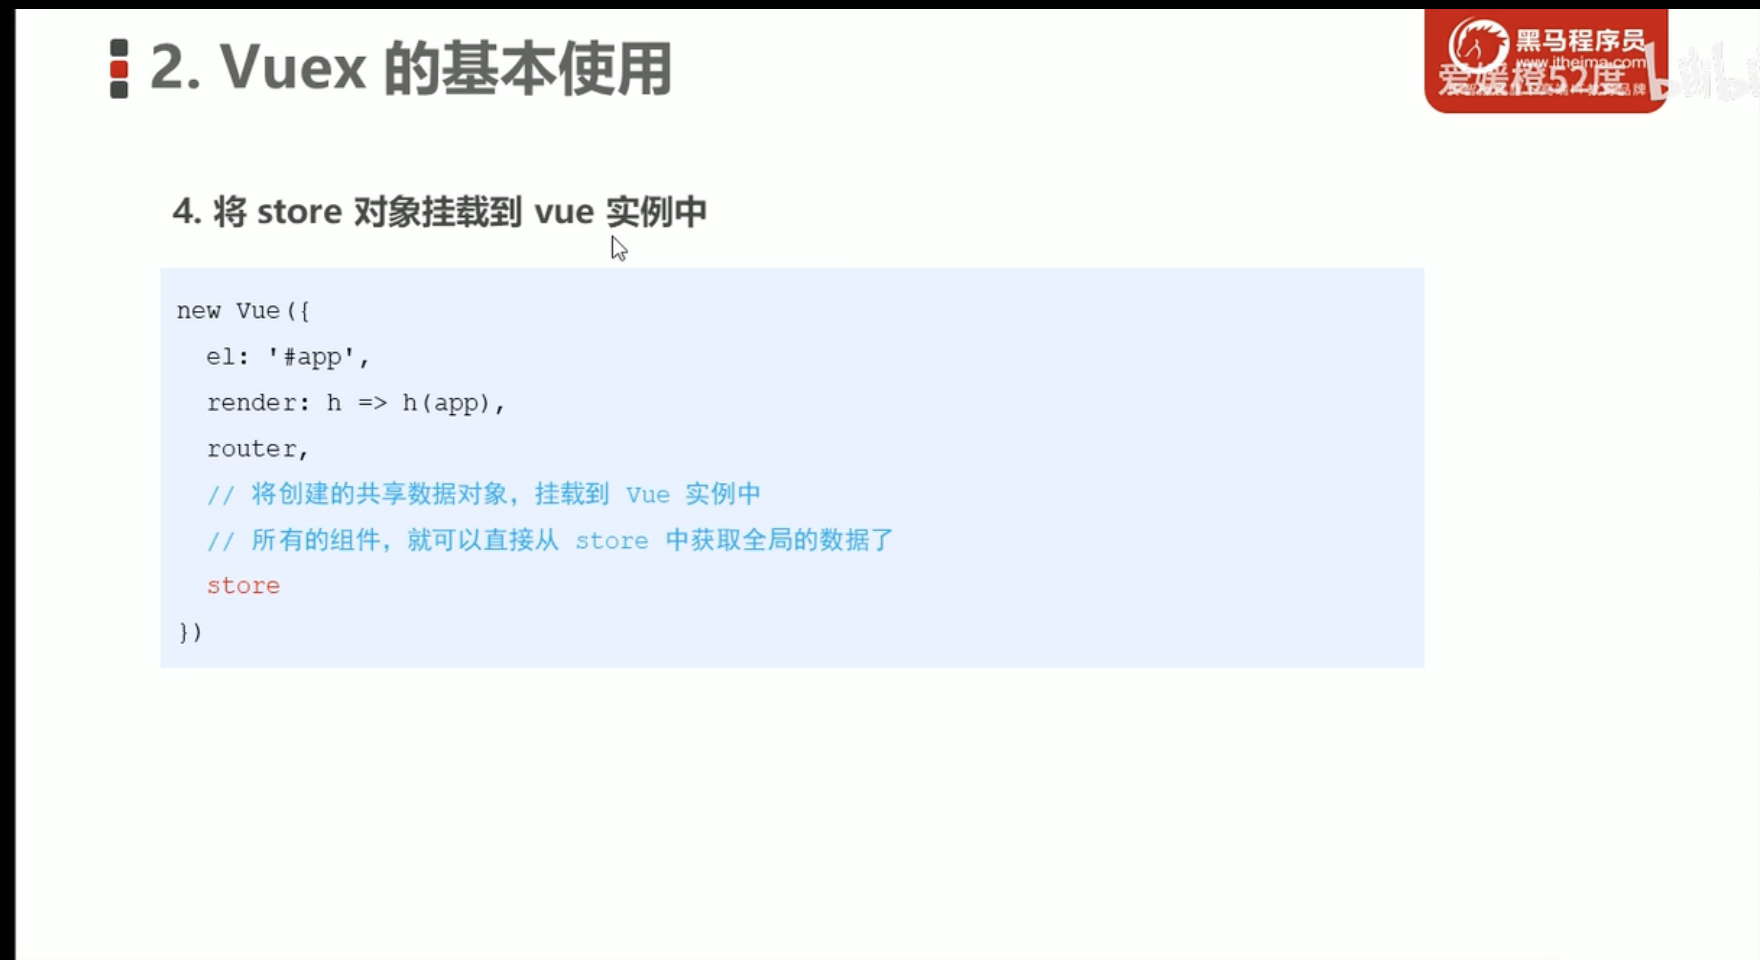 2. Vuex 的基本使用
黑马程序员
www.itheima.com
爱媛橙52度
4. 将 store 对象挂载到 vue 实例中
new Vue({
el: '#app',
render: h => h(app),
router,
// 将创建的共享数据对象，挂载到 Vue 实例中
// 所有的组件，就可以直接从 store 中获取全局的数据了
store
})